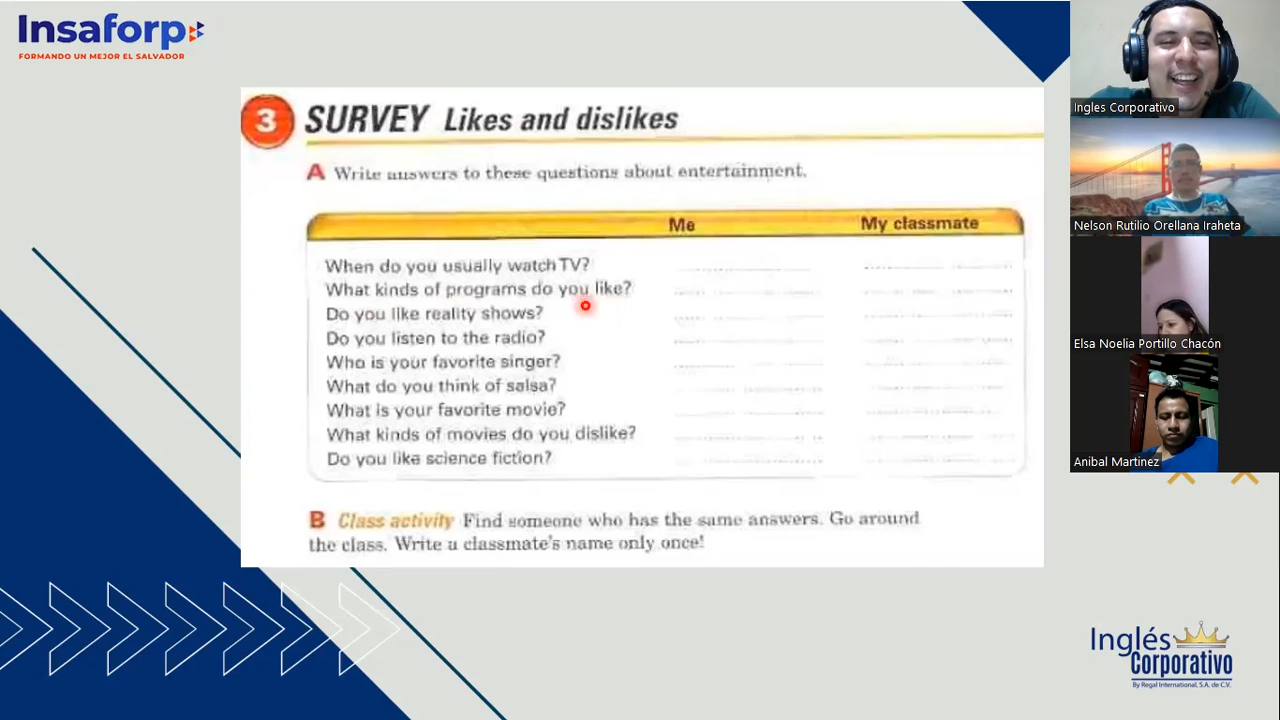 Insaforp
FORMANDO UN MEJOR EL SALVADOR
3 SURVEY Likes and dislikes
A Write answers to these questions about entertainment.
Me My classmate
When do you usually watch TV?
What kinds of programs do you like?
Do you like reality shows?
Do you listen to the radio?
Who is your favorite singer?
What do you think of salsa?
What is your favorite movie?
What kinds of movies do you dislike?
Do you like science fiction?
B Class activity Find someone who has the same answers. Go around
the class. Write a classmate's name only once!
Ingles Corporativo
Nelson Rutilio Orellana Iraheta
Elsa Noelia Portillo Chacón
Anibal Martinez
Inglés
Corporativo
By Regal International, S.A. de C.V.